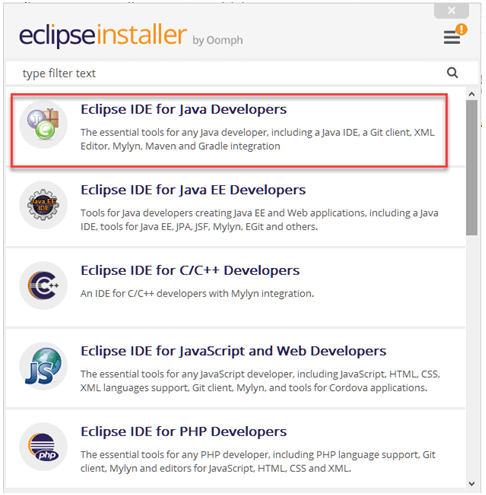 eclipseinstaller by Oomph
!
type filter text
Eclipse IDE for Java Developers
The essential tools for any Java developer, including a Java IDE, a Git client, XML
Editor, Mylyn, Maven and Gradle integration
Java EE
IDE
Eclipse IDE for Java EE Developers
Tools for Java developers creating Java EE and Web applications, including a Java
IDE, tools for Java EE, JPA, JSF, Mylyn, EGit and others.
C++
Eclipse IDE for C/C++ Developers
An IDE for C/C++ developers with Mylyn integration.
JS
Eclipse IDE for JavaScript and Web Developers
The essential tools for any JavaScript developer, including JavaScript, HTML, CSS,
XML languages support, Git client, Mylyn, and tools for Cordova applications.
php
Eclipse IDE for PHP Developers
The essential tools for any PHP developer, including PHP language support, Git
client, Mylyn and editors for JavaScript, HTML, CSS and XML.